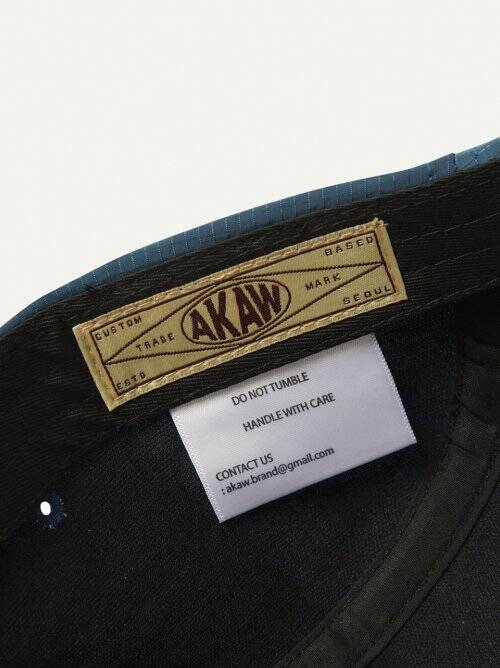 CUSTOM BASED
TRADE AKAW MARK
ESTD SEOUL
DO NOT TUMBLE
HANDLE WITH CARE
CONTACT US
: akaw.brand@gmail.com